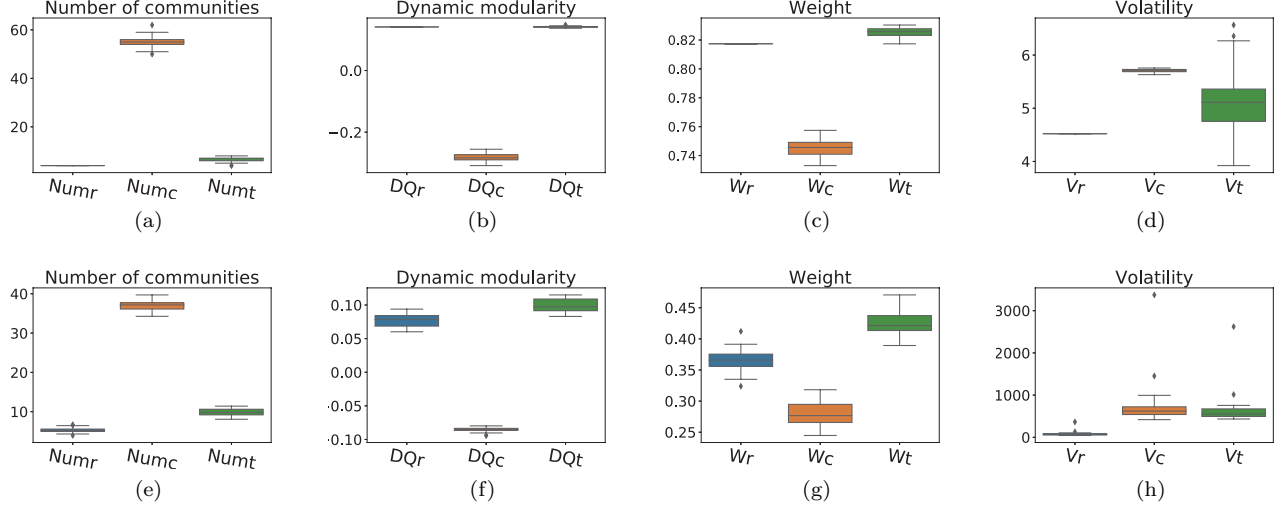 Number of communities
60
40
20
Numr Numc Numt
(a)
Dynamic modularity
0.0
−0.2
DQr DQc DQt
(b)
Weight
0.82
0.80
0.78
0.76
0.74
Wr Wc Wt
(c)
Volatility
6
5
4
Vr Vc Vt
(d)
Number of communities
40
30
20
10
Numr Numc Numt
(e)
Dynamic modularity
0.10
0.05
0.00
0.05
0.10
DQr DQc DQt
(f)
Weight
0.45
0.40
0.35
0.30
0.25
Wr Wc Wt
(g)
Volatility
3000
2000
1000
0
Vr Vc Vt
(h)